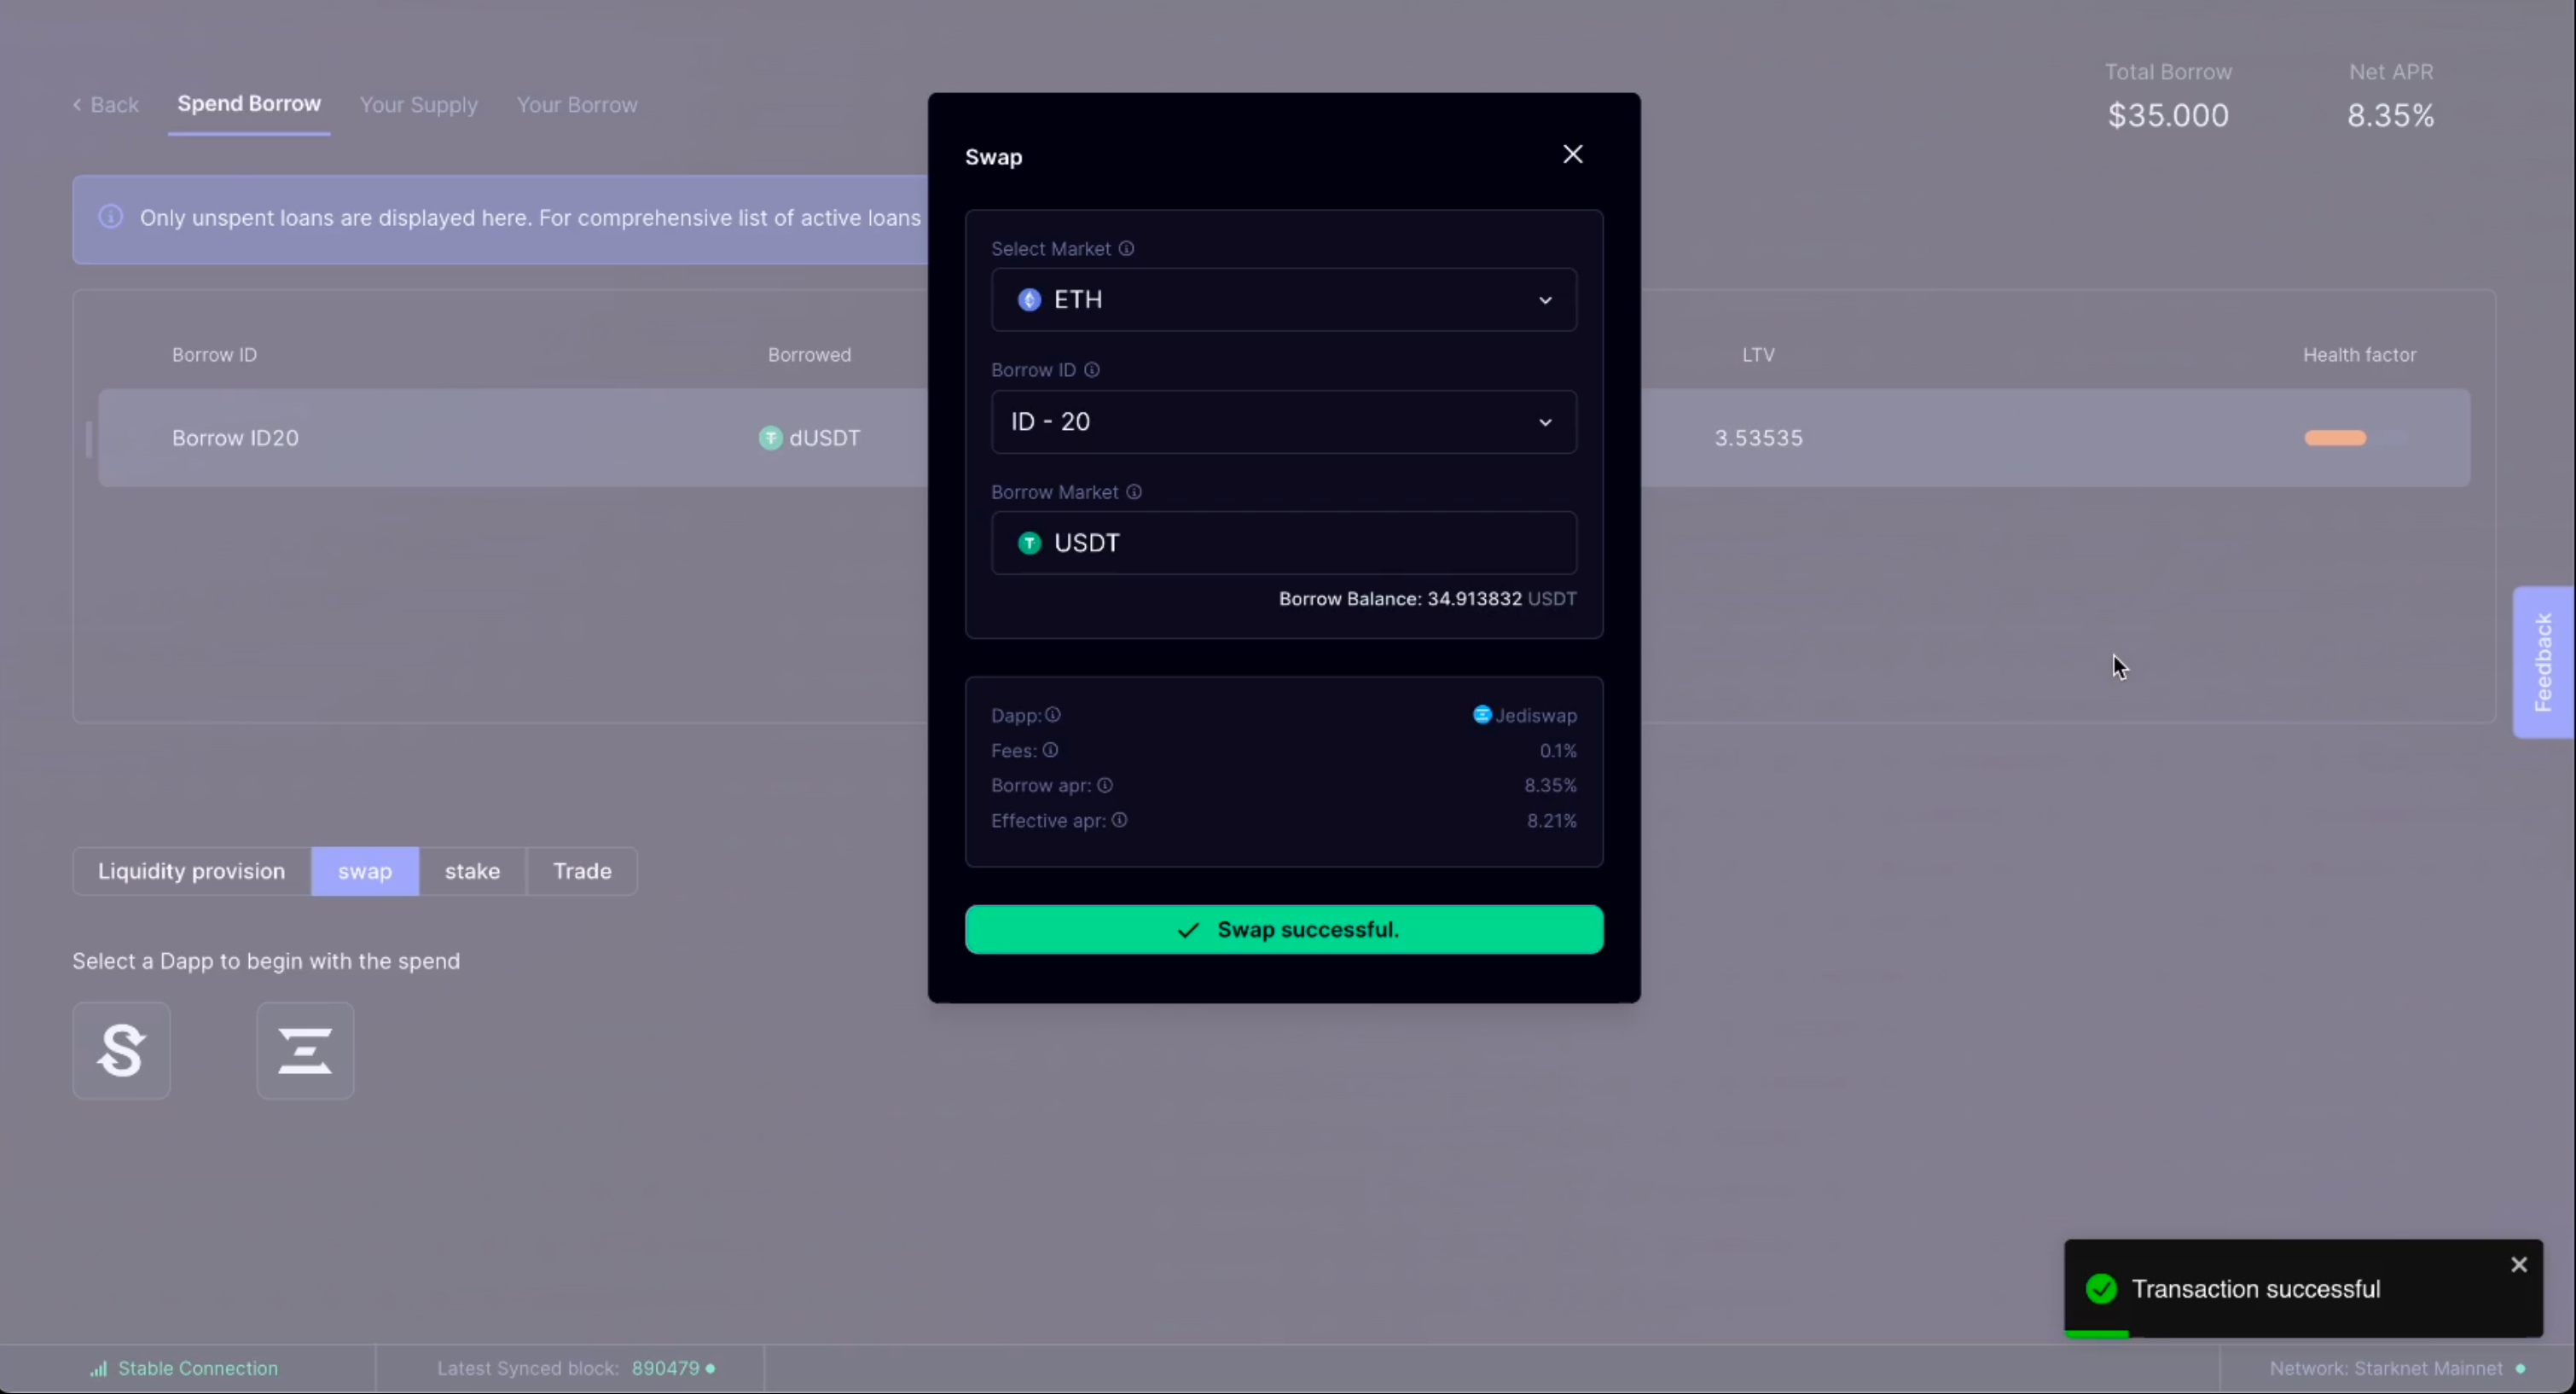 Back
Spend Borrow
Your Supply
Your Borrow
Total Borrow
$35.000
Net APR
8.35%
Only unspent loans are displayed here. For comprehensive list of active loans
Borrow ID
Borrowed
LTV
Health factor
Borrow ID20
dUSDT
3.53535
Swap
Select Market
ETH
Borrow ID
ID - 20
Borrow Market
USDT
Borrow Balance: 34.913832 USDT
Dapp:
Jediswap
Fees:
0.1%
Borrow apr:
8.35%
Effective apr:
8.21%
Swap successful.
Feedback
Liquidity provision
swap
stake
Trade
Select a Dapp to begin with the spend
Transaction successful
Stable Connection
Latest Synced block: 890479
Network: Starknet Mainnet